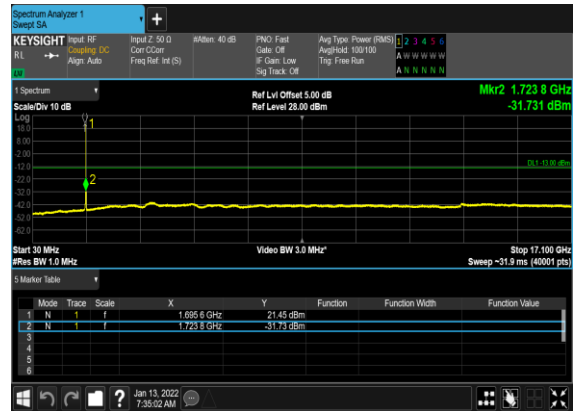 Spectrum Analyzer 1
Swept SA
+
KEYSIGHT Input: RF Input Z: 50 Ω #Atten: 40 dB PNO: Fast Avg Type: Power (RMS) 1 2 3 4 5 6
RL Coupling: DC Corr CCorr Gate: Off Avg|Hold: 100/100 A W W W W W
Align: Auto Freq Ref: Int (S) IF Gain: Low Trig: Free Run
Sig Track: Off A N N N N N
1 Spectrum Ref Lvl Offset 5.00 dB Mkr2 1.723 8 GHz
Scale/Div 10 dB Ref Level 28.00 dBm -31.731 dBm
Log
18.0 1
8.00
-2.00
-12.0 DL1 -13.00 dBm
-22.0 2
-32.0
-42.0
-52.0
-62.0
Start 30 MHz Video BW 3.0 MHz* Stop 17.100 GHz
#Res BW 1.0 MHz Sweep ~31.9 ms (40001 pts)
5 Marker Table
Mode Trace Scale X Y Function Function Width Function Value
1 N 1 f 1.695 6 GHz 21.45 dBm
2 N 1 f 1.723 8 GHz -31.73 dBm
3
4
5
6
? Jan 13, 2022
7:35:02 AM